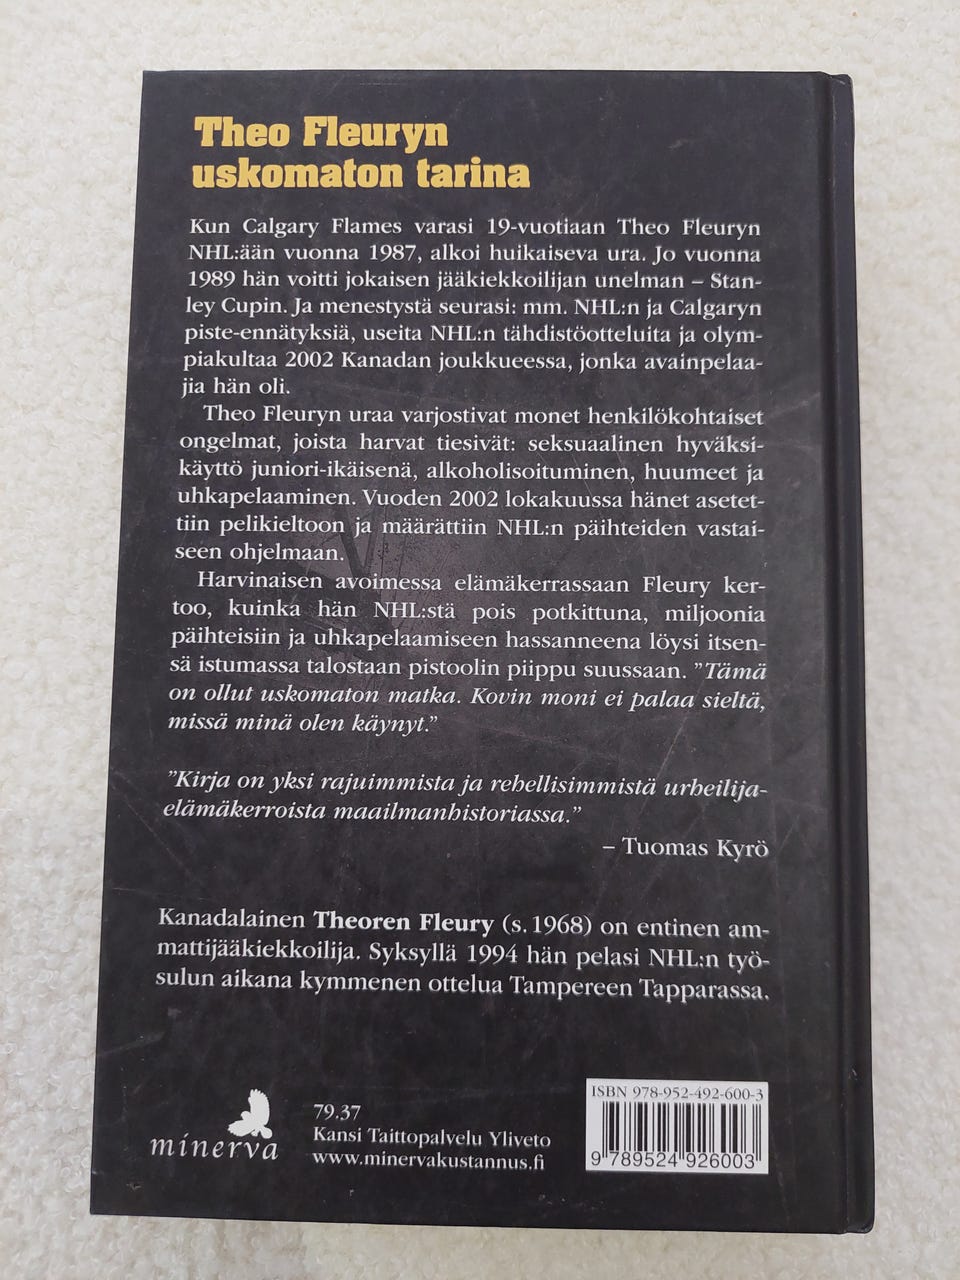 Theo Fleuryn
uskomaton tarina
Kun Calgary Flames varasi 19-vuotiaan Theo Fleuryn
NHL:ään vuonna 1987, alkoi huikaiseva ura. Jo vuonna
1989 hän voitti jokaisen jääkiekkoilijan unelman – Stan-
ley Cupin. Ja menestystä seurasi: mm. NHL:n ja Calgaryn
piste-ennätyksiä, useita NHL:n tähdistöotteluita ja olym-
piakultaa 2002 Kanadan joukkueessa, jonka avainpelaa-
jia hän oli.
Theo Fleuryn uraa varjostivat monet henkilökohtaiset
ongelmat, joista harvat tiesivät: seksuaalinen hyväksi-
käyttö juniori-ikäisenä, alkoholisoituminen, huumeet ja
uhkapelaaminen. Vuoden 2002 lokakuussa hänet asetet-
tiin pelikieltoon ja määrättiin NHL:n päihteiden vastai-
seen ohjelmaan.
Harvinaisen avoimessa elämäkerrassaan Fleury ker-
too, kuinka hän NHL:stä pois potkittuna, miljoonia
päihteisiin ja uhkapelaamiseen hassanneena löysi itsen-
sä istumassa talostaan pistoolin piippu suussaan. ”Tämä
on ollut uskomaton matka. Kovin moni ei palaa sieltä,
missä minä olen käynyt.”
”Kirja on yksi rajuimmista ja rehellisimmistä urheilija-
elämäkerroista maailmanhistoriassa.”
– Tuomas Kyrö
Kanadalainen Theoren Fleury (s. 1968) on entinen am-
mattijääkiekkoilija. Syksyllä 1994 hän pelasi NHL:n työ-
sulun aikana kymmenen ottelua Tampereen Tapparassa.
minerva
79.37
Kansi Taittopalvelu Yliveto
www.minervakustannus.fi
ISBN 978-952-492-600-3
9 789524 926003